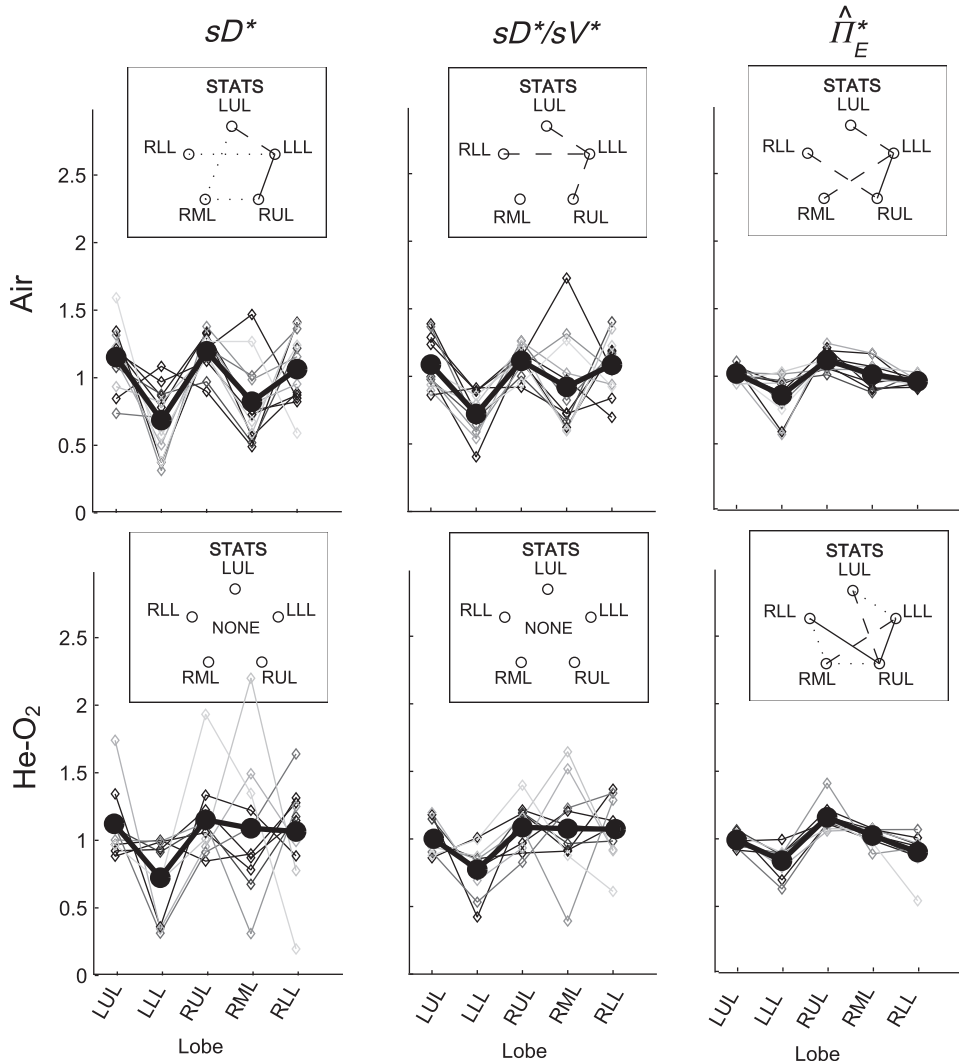 sD* sD*/sV* Π̂*E
STATS STATS STATS
LUL LUL LUL
RLL LLL RLL LLL RLL LLL
RML RUL RML RUL RML RUL
Air
2.5
2
1.5
1
0.5
0
STATS STATS STATS
LUL LUL LUL
RLL LLL RLL LLL RLL LLL
NONE NONE
RML RUL RML RUL RML RUL
He-O₂
2.5
2
1.5
1
0.5
0
LUL LLL RUL RML RLL LUL LLL RUL RML RLL LUL LLL RUL RML RLL
Lobe Lobe Lobe